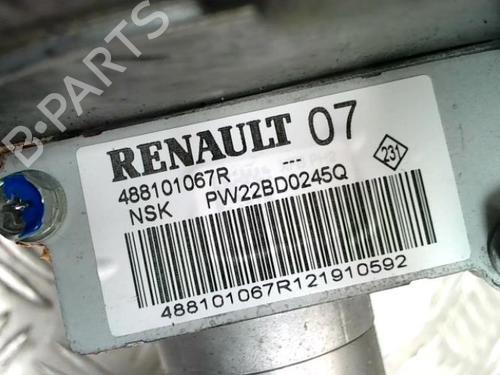 RENAULT 07
488101067R ---
NSK PW22BD0245Q
231
488101067R121910592
B-PARTS